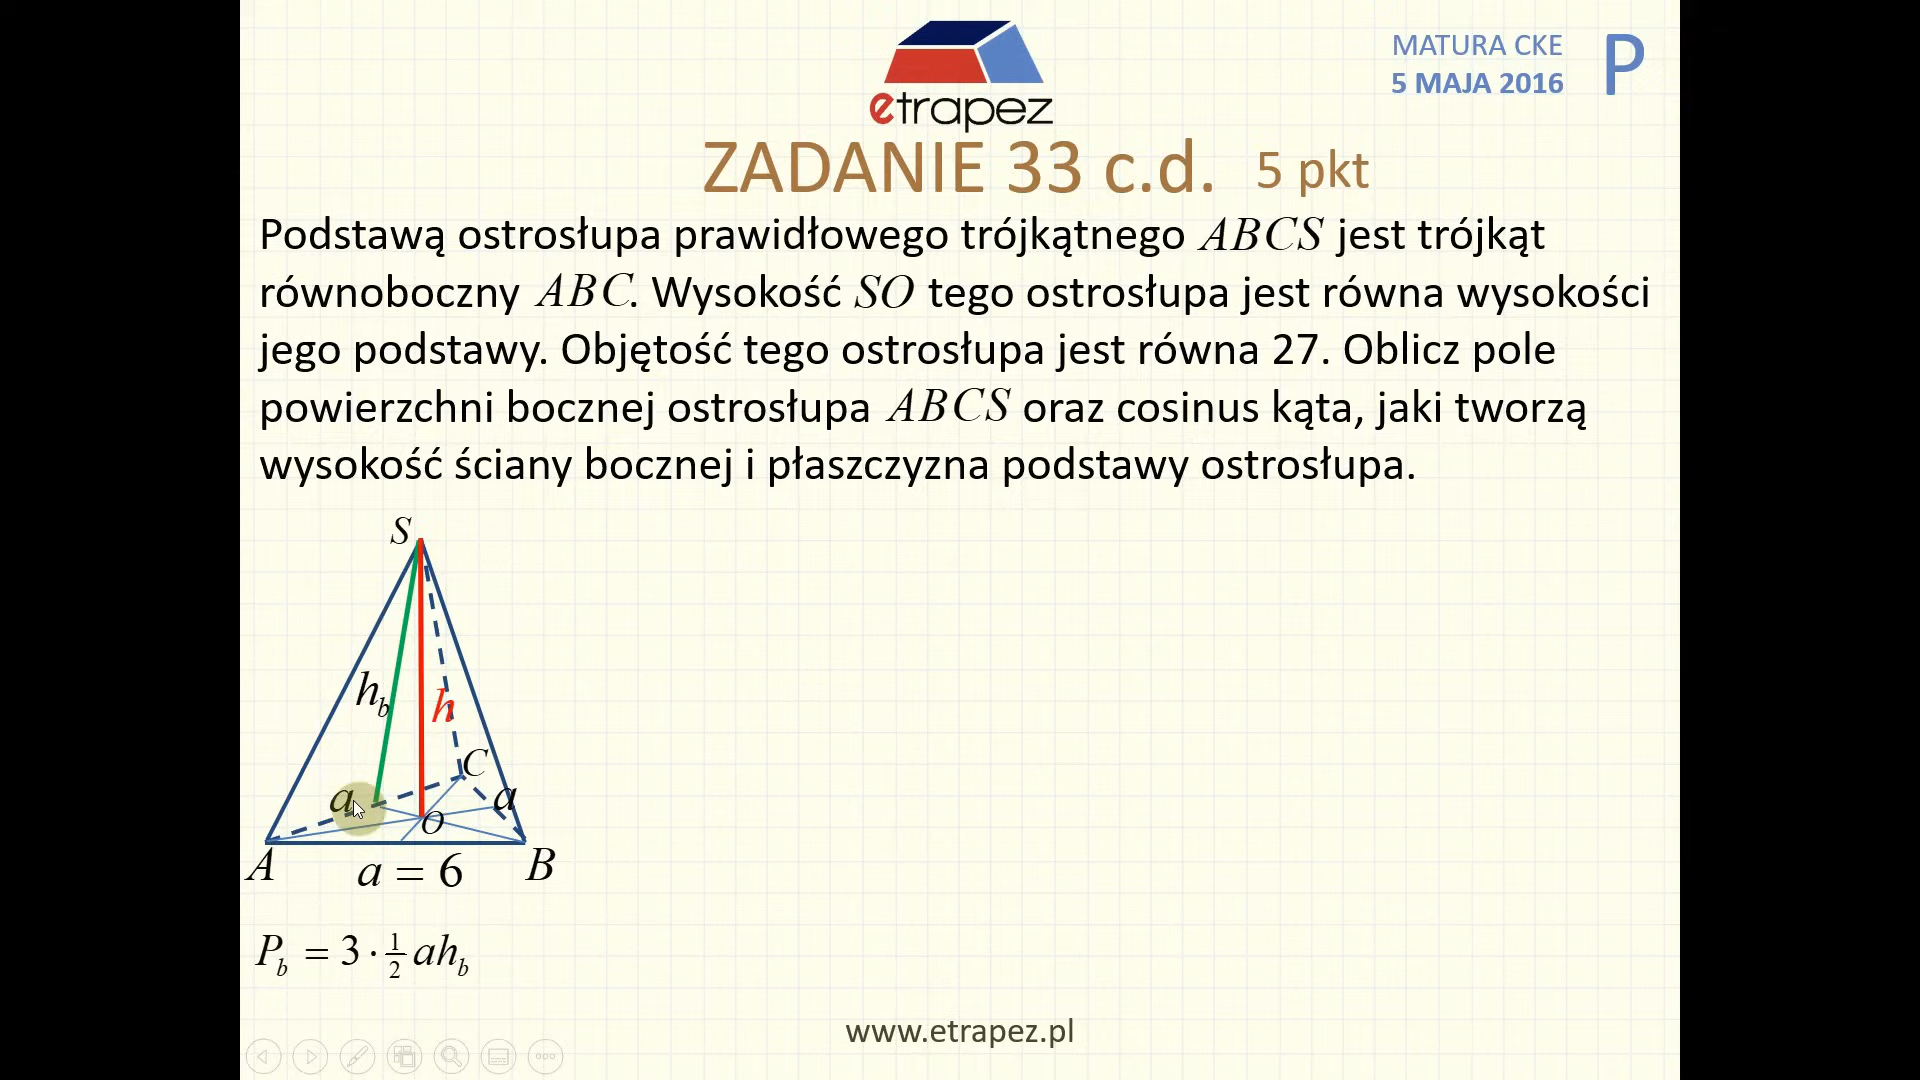 etrapez
MATURA CKE
5 MAJA 2016
P
ZADANIE 33 c.d. 5 pkt
Podstawą ostrosłupa prawidłowego trójkątnego ABCS jest trójkąt
równoboczny ABC. Wysokość SO tego ostrosłupa jest równa wysokości
jego podstawy. Objętość tego ostrosłupa jest równa 27. Oblicz pole
powierzchni bocznej ostrosłupa ABCS oraz cosinus kąta, jaki tworzą
wysokość ściany bocznej i płaszczyzna podstawy ostrosłupa.
S
h_b
h
C
a
a
O
A
a = 6
B
P_b = 3 · 1/2 ah_b
www.etrapez.pl